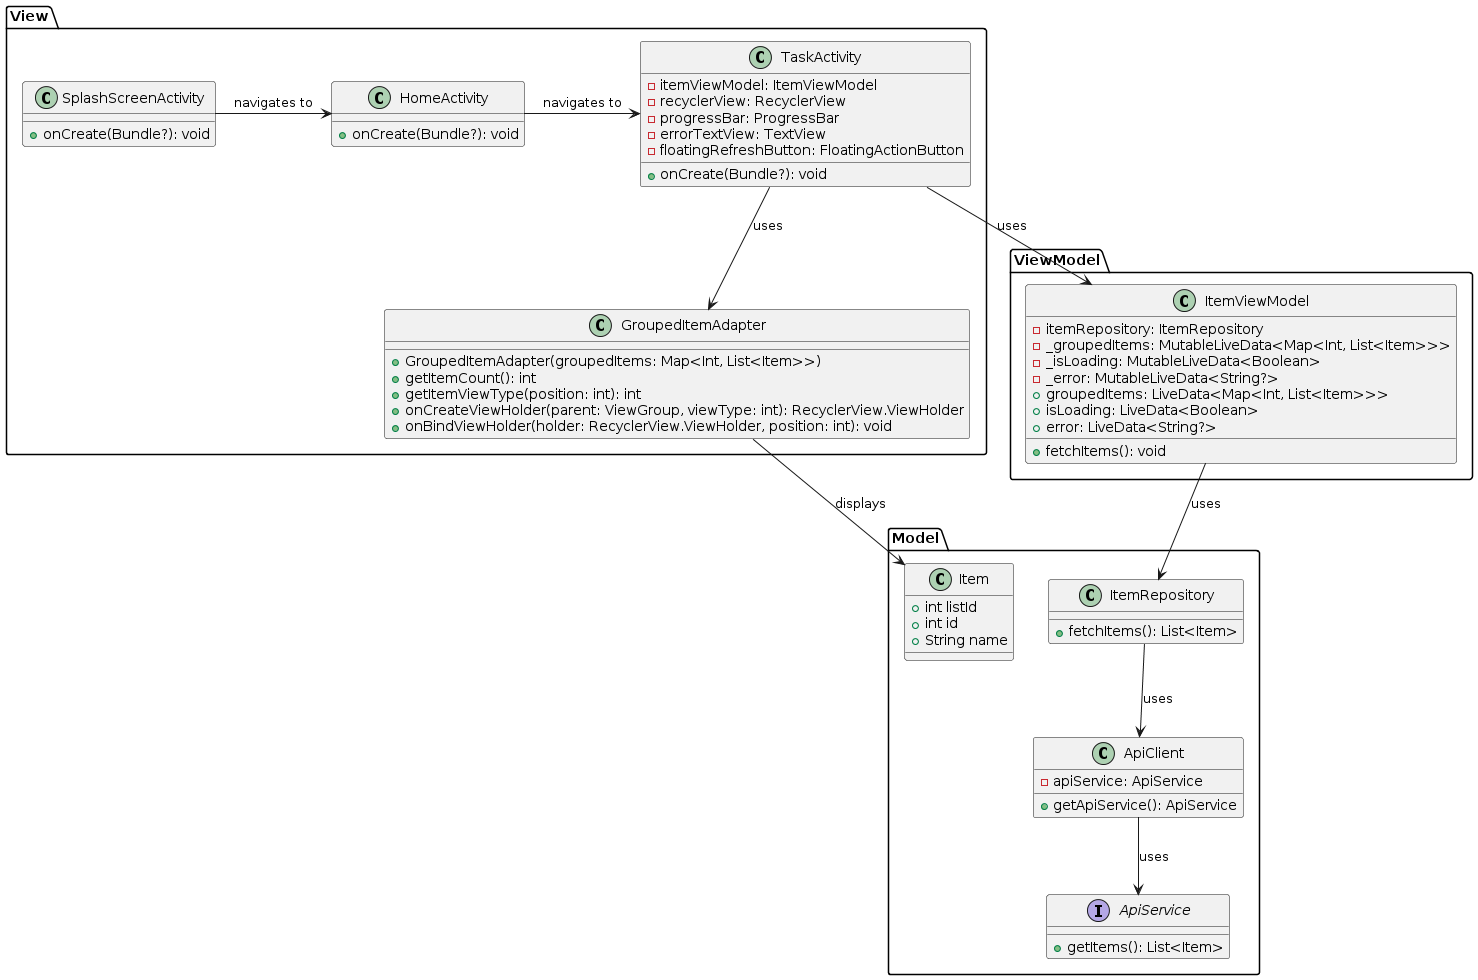 View
SplashScreenActivity
onCreate(Bundle?): void
navigates to
HomeActivity
onCreate(Bundle?): void
navigates to
TaskActivity
itemViewModel: ItemViewModel
recyclerView: RecyclerView
progressBar: ProgressBar
errorTextView: TextView
floatingRefreshButton: FloatingActionButton
onCreate(Bundle?): void
uses
uses
GroupedItemAdapter
GroupedItemAdapter(groupedItems: Map<Int, List<Item>>)
getItemCount(): int
getItemViewType(position: int): int
onCreateViewHolder(parent: ViewGroup, viewType: int): RecyclerView.ViewHolder
onBindViewHolder(holder: RecyclerView.ViewHolder, position: int): void
ViewModel
ItemViewModel
itemRepository: ItemRepository
_groupedItems: MutableLiveData<Map<Int, List<Item>>>
_isLoading: MutableLiveData<Boolean>
_error: MutableLiveData<String?>
groupedItems: LiveData<Map<Int, List<Item>>>
isLoading: LiveData<Boolean>
error: LiveData<String?>
fetchItems(): void
displays
uses
Model
Item
int listId
int id
String name
ItemRepository
fetchItems(): List<Item>
uses
ApiClient
apiService: ApiService
getApiService(): ApiService
uses
ApiService
getItems(): List<Item>